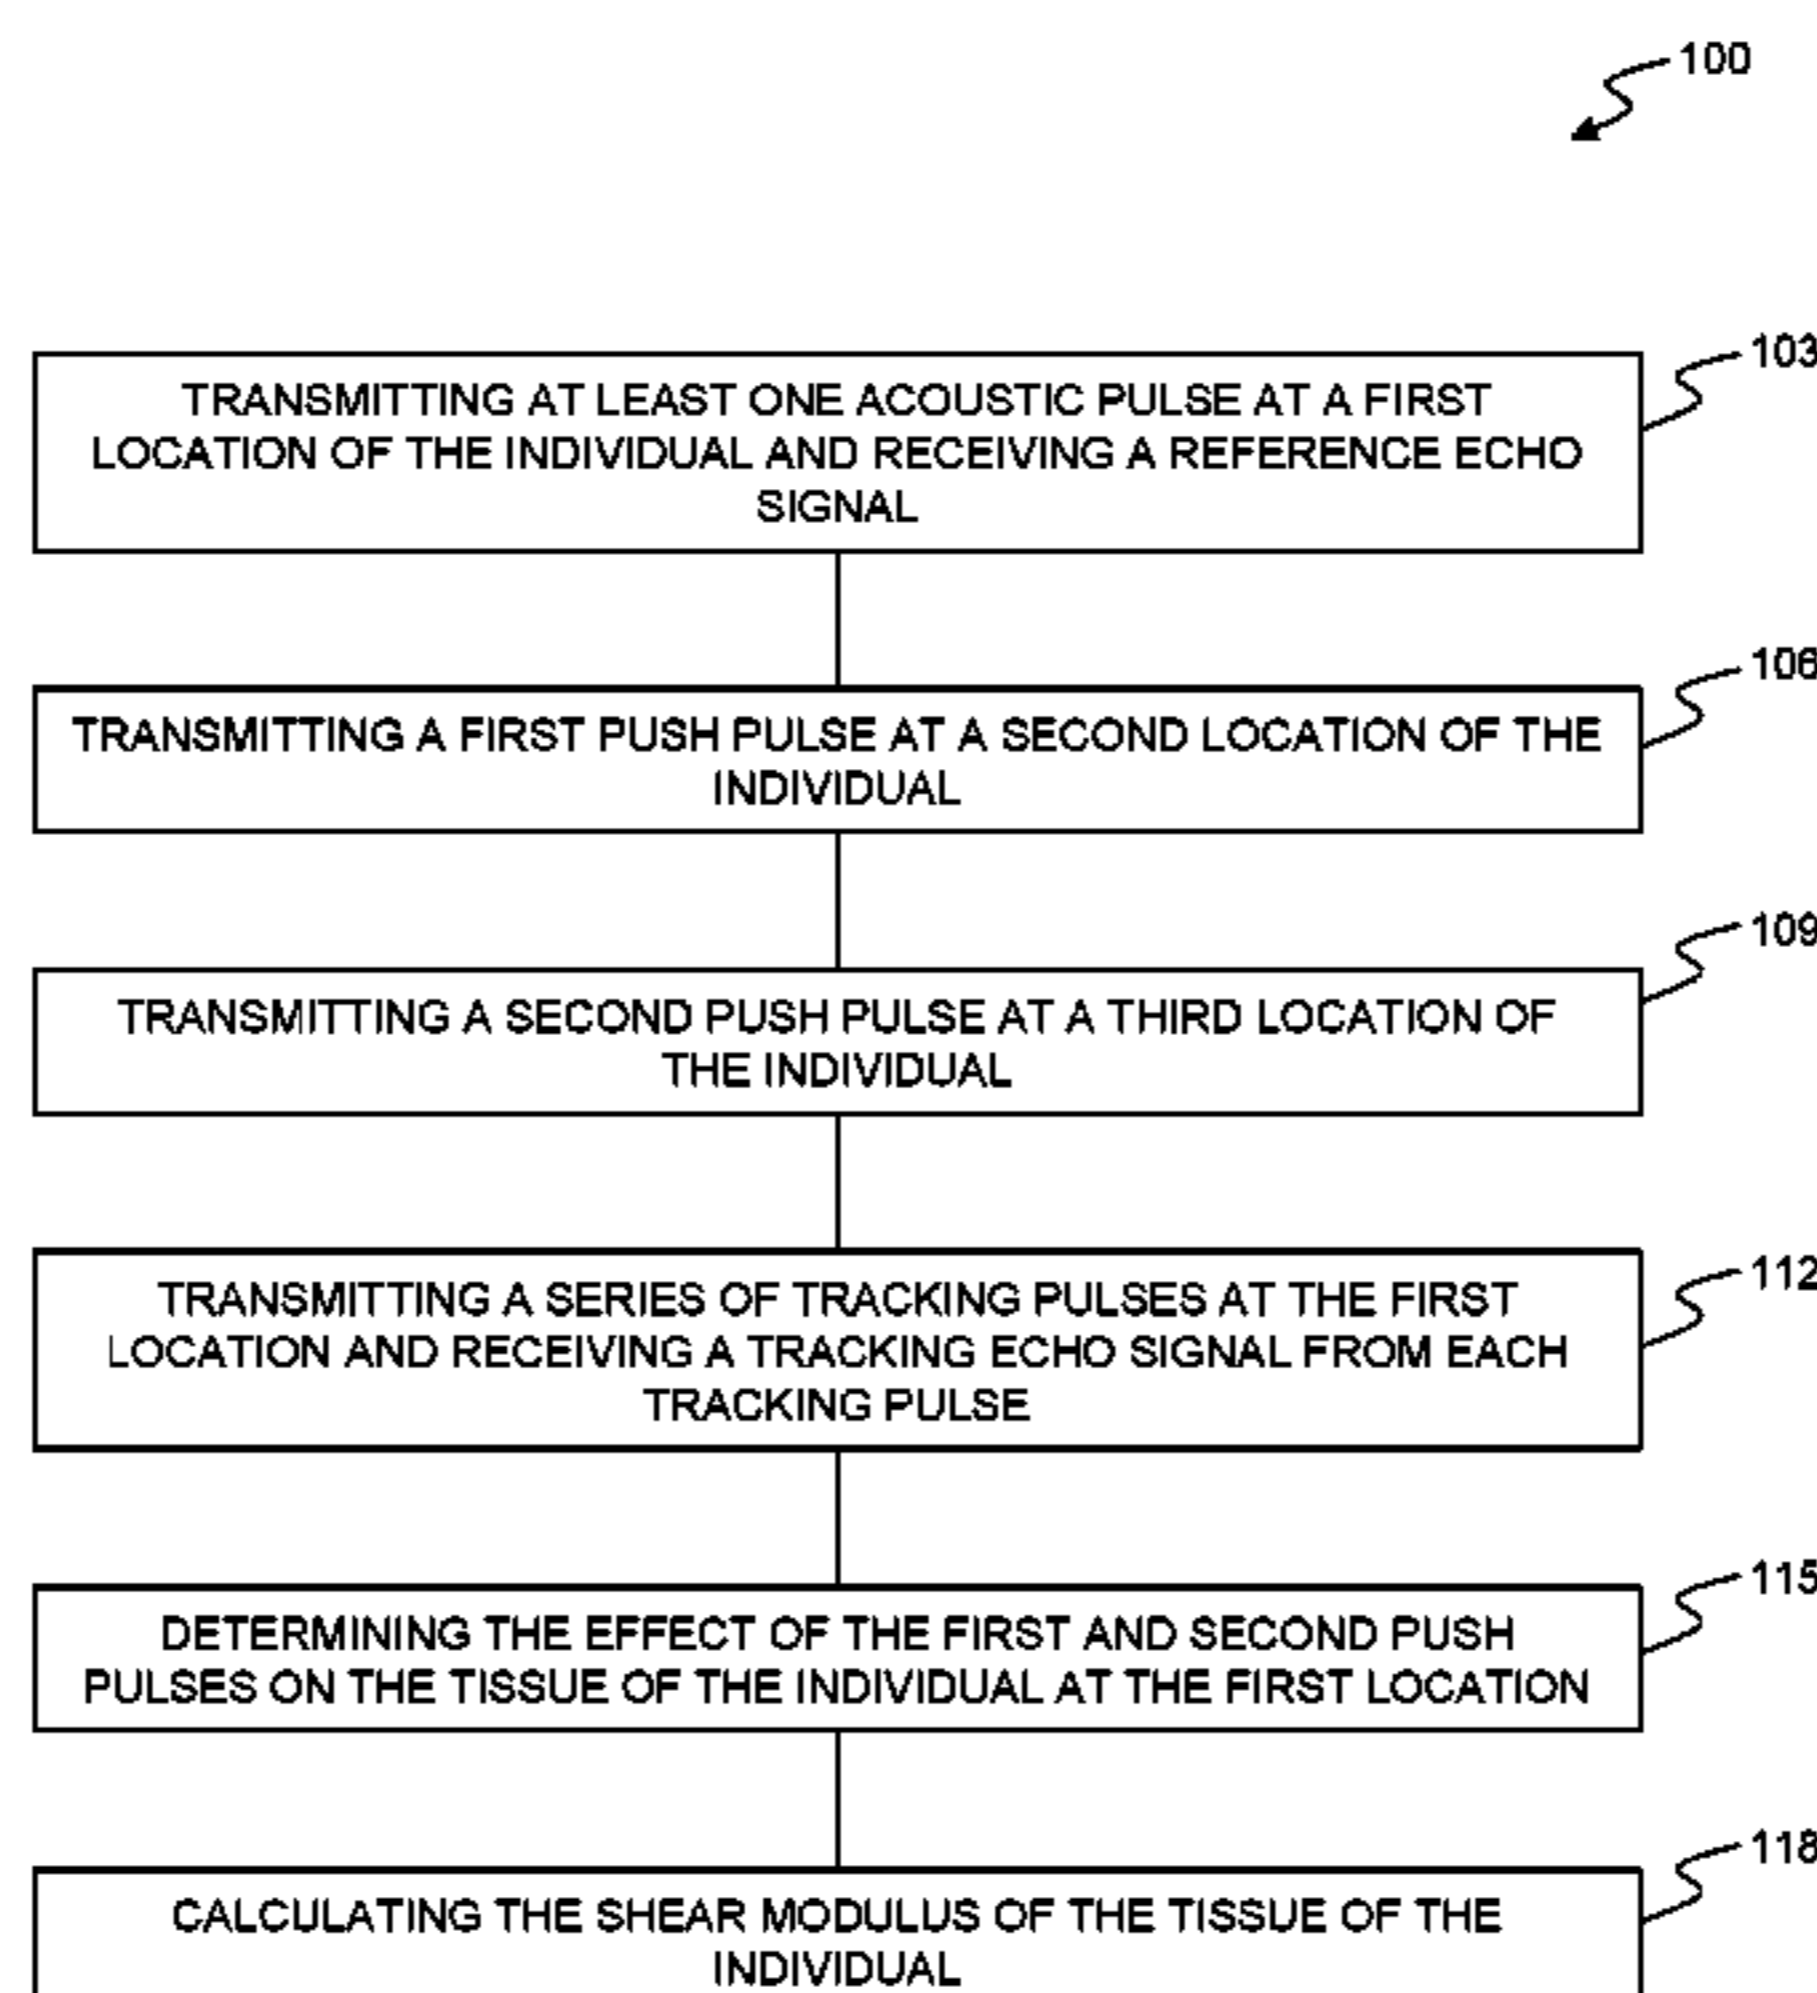 100
103
TRANSMITTING AT LEAST ONE ACOUSTIC PULSE AT A FIRST
LOCATION OF THE INDIVIDUAL AND RECEIVING A REFERENCE ECHO
SIGNAL
106
TRANSMITTING A FIRST PUSH PULSE AT A SECOND LOCATION OF THE
INDIVIDUAL
109
TRANSMITTING A SECOND PUSH PULSE AT A THIRD LOCATION OF
THE INDIVIDUAL
112
TRANSMITTING A SERIES OF TRACKING PULSES AT THE FIRST
LOCATION AND RECEIVING A TRACKING ECHO SIGNAL FROM EACH
TRACKING PULSE
115
DETERMINING THE EFFECT OF THE FIRST AND SECOND PUSH
PULSES ON THE TISSUE OF THE INDIVIDUAL AT THE FIRST LOCATION
118
CALCULATING THE SHEAR MODULUS OF THE TISSUE OF THE
INDIVIDUAL